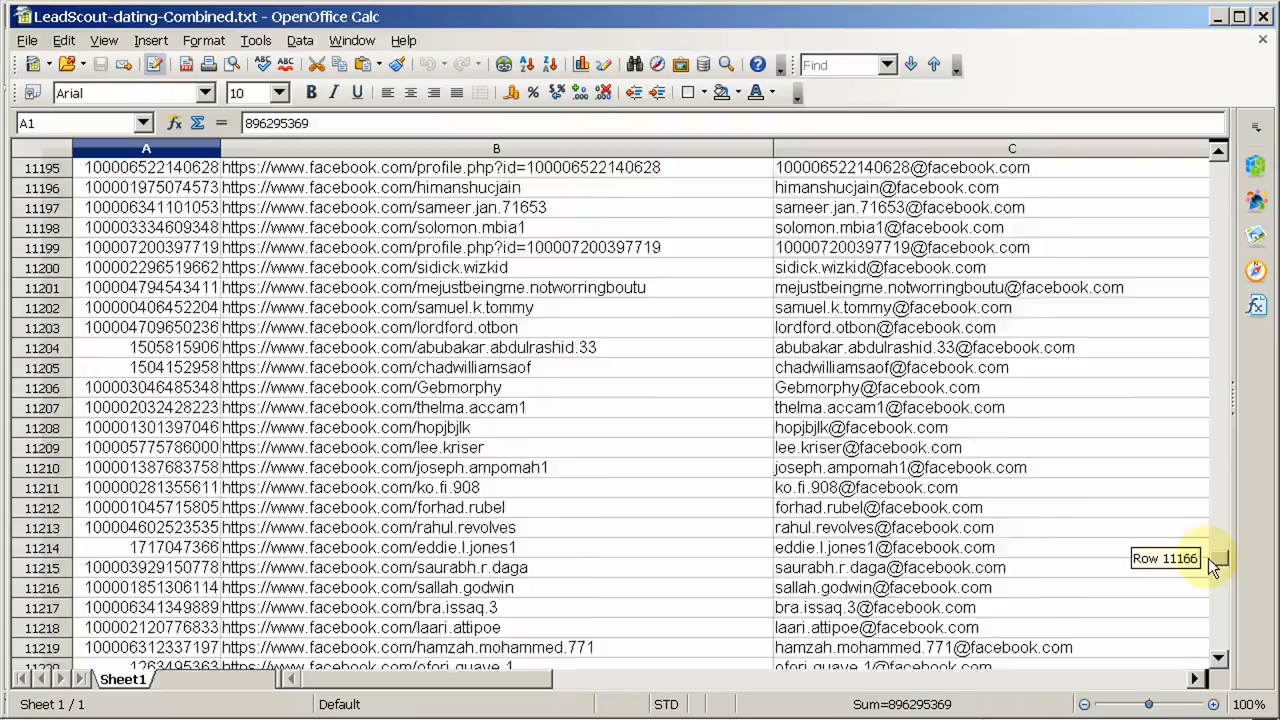 LeadScout-dating-Combined.txt - OpenOffice Calc
File Edit View Insert Format Tools Data Window Help
Find
Arial 10
A1 896295369
A B C
11195 100006522140628 https://www.facebook.com/profile.php?id=100006522140628 100006522140628@facebook.com
11196 100001975074573 https://www.facebook.com/himanshucjain himanshucjain@facebook.com
11197 100006341101053 https://www.facebook.com/sameer.jan.71653 sameer.jan.71653@facebook.com
11198 100003334609348 https://www.facebook.com/solomon.mbia1 solomon.mbia1@facebook.com
11199 100007200397719 https://www.facebook.com/profile.php?id=100007200397719 100007200397719@facebook.com
11200 100002296519662 https://www.facebook.com/sidick.wizkid sidick.wizkid@facebook.com
11201 100004794543411 https://www.facebook.com/mejustbeingme.notworringboutu mejustbeingme.notworringboutu@facebook.com
11202 100000406452204 https://www.facebook.com/samuel.k.tommy samuel.k.tommy@facebook.com
11203 100004709650236 https://www.facebook.com/lordford.otbon lordford.otbon@facebook.com
11204 1505815906 https://www.facebook.com/abubakar.abdulrashid.33 abubakar.abdulrashid.33@facebook.com
11205 1504152958 https://www.facebook.com/chadwilliamsaof chadwilliamsaof@facebook.com
11206 100003046485348 https://www.facebook.com/Gebmorphy Gebmorphy@facebook.com
11207 100002032428223 https://www.facebook.com/thelma.accam1 thelma.accam1@facebook.com
11208 100001301397046 https://www.facebook.com/hopjbjlk hopjbjlk@facebook.com
11209 100005775786000 https://www.facebook.com/lee.kriser lee.kriser@facebook.com
11210 100001387683758 https://www.facebook.com/joseph.ampomah1 joseph.ampomah1@facebook.com
11211 100000281355611 https://www.facebook.com/ko.fi.908 ko.fi.908@facebook.com
11212 100001045715805 https://www.facebook.com/forhad.rubel forhad.rubel@facebook.com
11213 100004602523535 https://www.facebook.com/rahul.revolves rahul.revolves@facebook.com
11214 1717047366 https://www.facebook.com/eddie.l.jones1 eddie.l.jones1@facebook.com
Row 11166
11215 100003929150778 https://www.facebook.com/saurabh.r.daga saurabh.r.daga@facebook.com
11216 100001851306114 https://www.facebook.com/sallah.godwin sallah.godwin@facebook.com
11217 100006341349889 https://www.facebook.com/bra.issaq.3 bra.issaq.3@facebook.com
11218 100002120776833 https://www.facebook.com/laari.attipoe laari.attipoe@facebook.com
11219 100006312337197 https://www.facebook.com/hamzah.mohammed.771 hamzah.mohammed.771@facebook.com
11220 1263495363 https://www.facebook.com/ofori.quaye.1 ofori.quaye.1@facebook.com
Sheet1
Sheet 1 / 1 Default STD Sum=896295369 100%